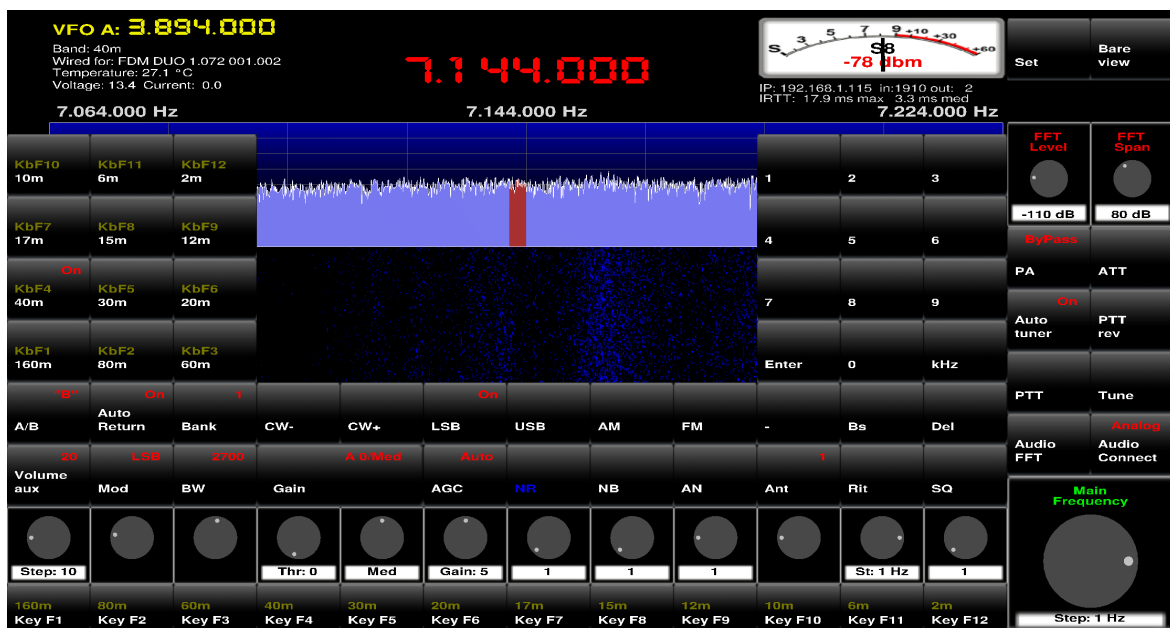 VFO A: 3.894.000
Band: 40m
Wired for: FDM DUO 1.072 001.002
Temperature: 27.1 °C
Voltage: 13.4 Current: 0.0
7.144.000
S 3 5 7 9 +10 +30 +60
S8
-78 dbm
IP: 192.168.1.115 in:1910 out: 2
IRTT: 17.9 ms max 3.3 ms med
Set
Bare
view
7.064.000 Hz 7.144.000 Hz 7.224.000 Hz
KbF10 KbF11 KbF12
10m 6m 2m
1 2 3
FFT
Level
FFT
Span
-110 dB 80 dB
KbF7 KbF8 KbF9
17m 15m 12m
4 5 6
On
KbF4 KbF5 KbF6
40m 30m 20m
7 8 9
ByPass
PA ATT
On
Auto
tuner
PTT
rev
KbF1 KbF2 KbF3
160m 80m 60m
Enter 0 kHz
PTT Tune
"B" On 1 On
A/B
Auto
Return
Bank CW- CW+ LSB USB AM FM - Bs Del
Audio
FFT
Analog
Audio
Connect
20 LSB 2700 A 0/Med Auto 1
Volume
aux
Mod BW Gain AGC NR NB AN Ant Rit SQ
Main
Frequency
Step: 10 Thr: 0 Med Gain: 5 1 1 1 St: 1 Hz 1
160m 80m 60m 40m 30m 20m 17m 15m 12m 10m 6m 2m
Key F1 Key F2 Key F3 Key F4 Key F5 Key F6 Key F7 Key F8 Key F9 Key F10 Key F11 Key F12
Step: 1 Hz